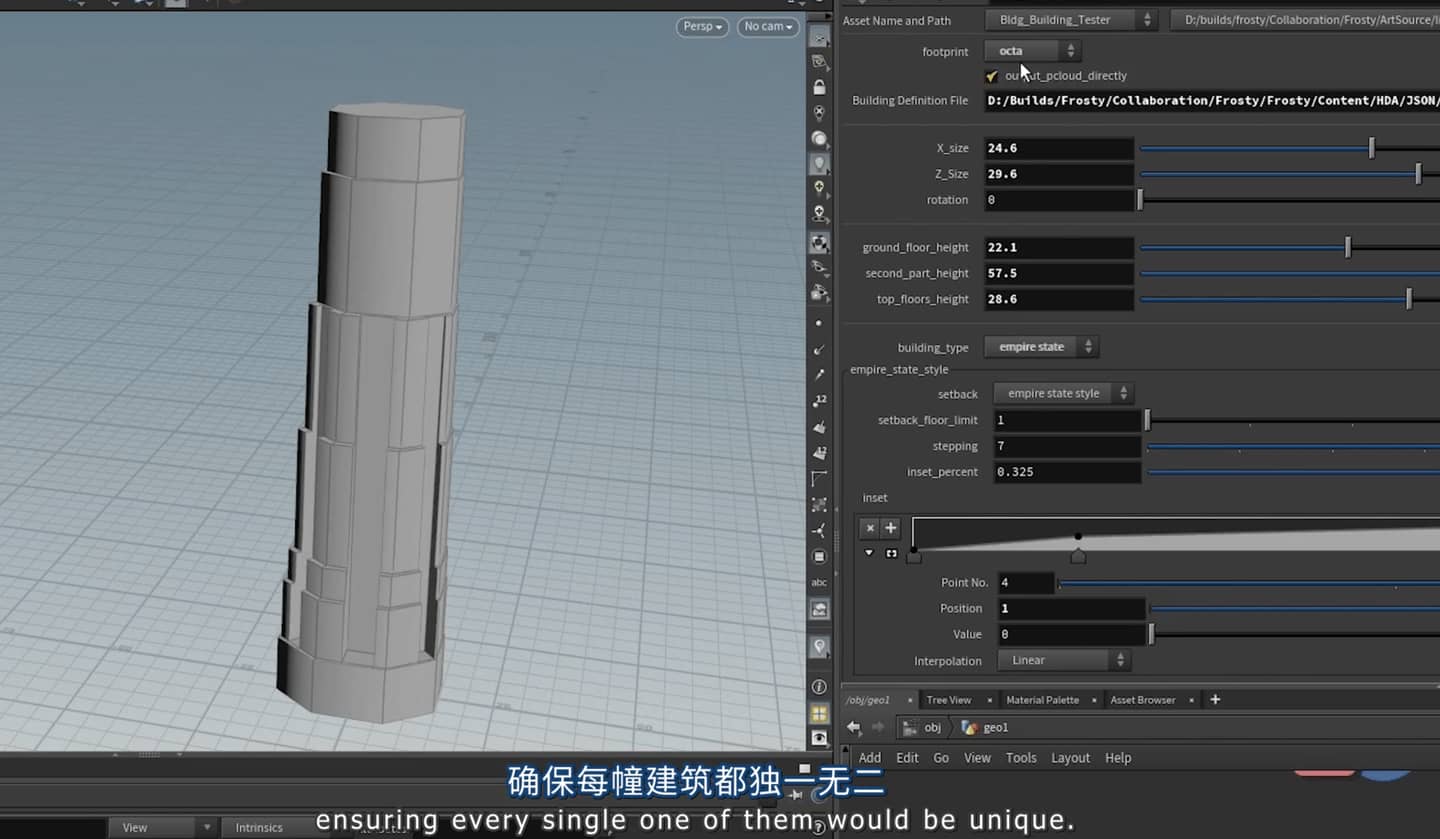 Persp
No cam
Asset Name and Path
Bldg_Building_Tester
D:/builds/frosty/Collaboration/Frosty/ArtSource/
footprint
octa
output_pcloud_directly
Building Definition File
D:/Builds/Frosty/Collaboration/Frosty/Frosty/Content/HDA/JSON/
X_size
24.6
Z_Size
29.6
rotation
0
ground_floor_height
22.1
second_part_height
57.5
top_floors_height
28.6
building_type
empire state
empire_state_style
setback
empire state style
setback_floor_limit
1
stepping
7
inset_percent
0.325
inset
Point No.
4
Position
1
Value
0
Interpolation
Linear
12
12
abc
/obj/geo1
Tree View
Material Palette
Asset Browser
obj
geo1
Add
Edit
Go
View
Tools
Layout
Help
确保每幢建筑都独一无二
ensuring every single one of them would be unique.
View
Intrinsics